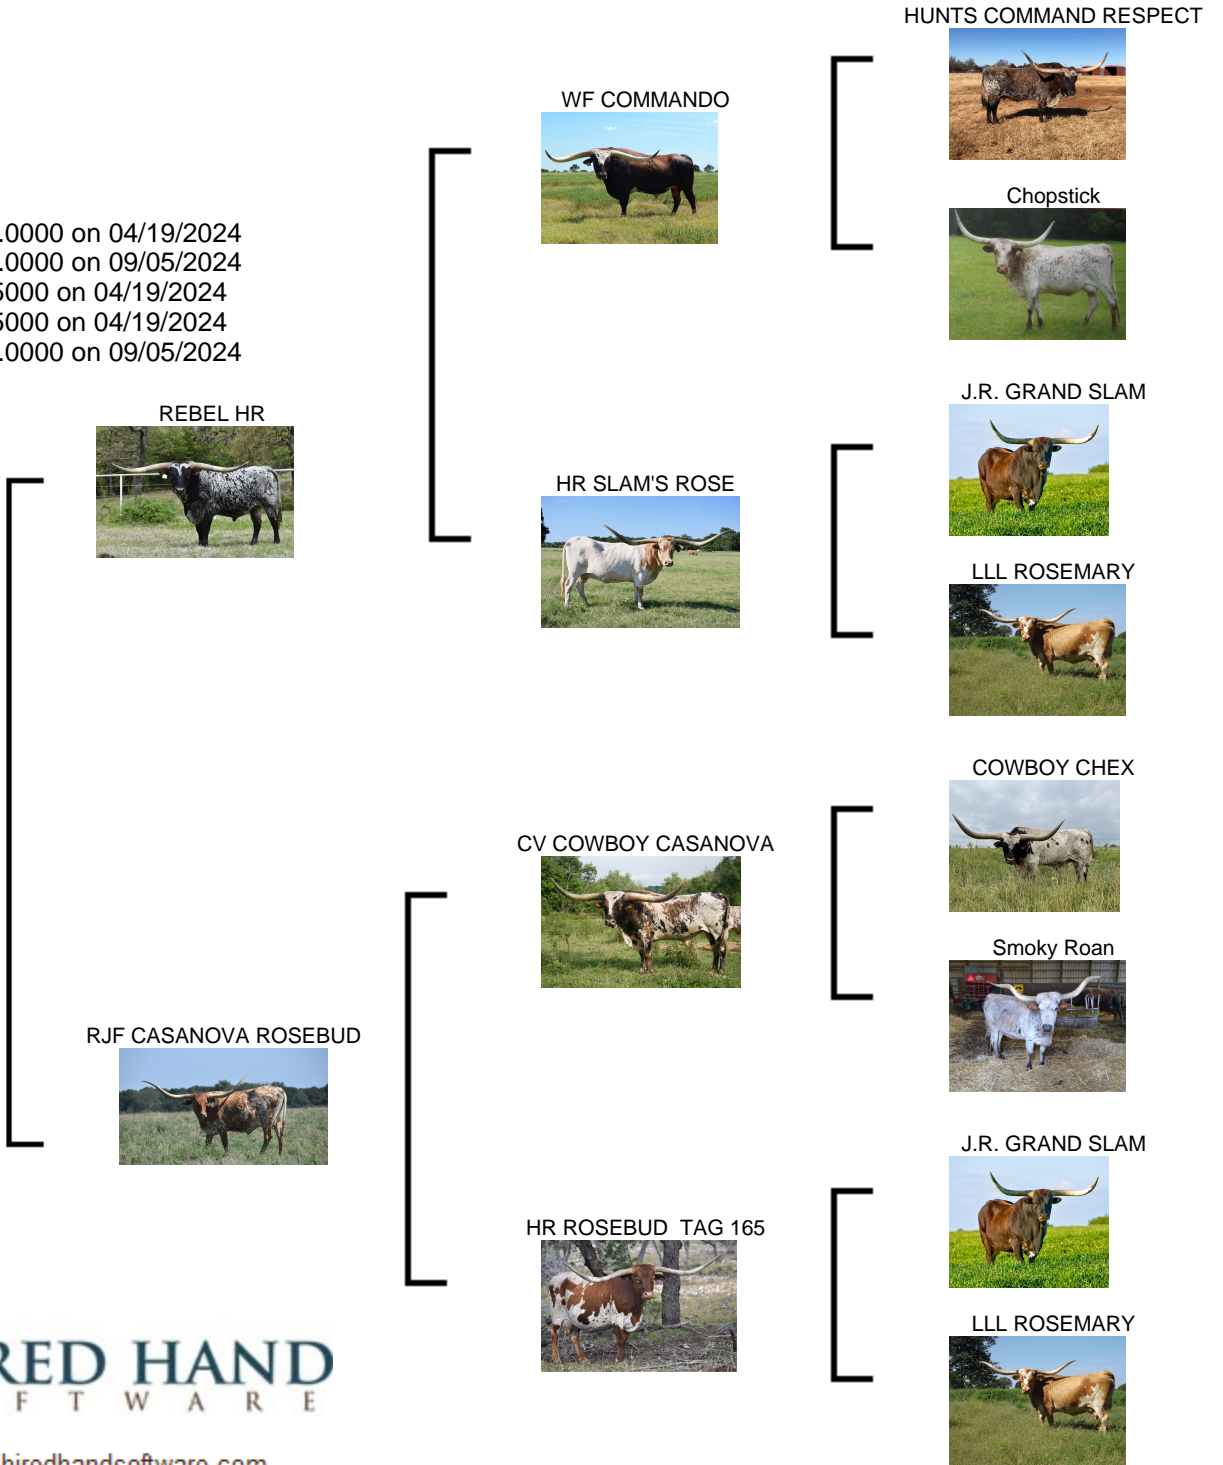 HUNTS COMMAND RESPECT
WF COMMANDO
Chopstick
.0000 on 04/19/2024
.0000 on 09/05/2024
5000 on 04/19/2024
5000 on 04/19/2024
.0000 on 09/05/2024
J.R. GRAND SLAM
REBEL HR
HR SLAM'S ROSE
LLL ROSEMARY
COWBOY CHEX
CV COWBOY CASANOVA
Smoky Roan
RJF CASANOVA ROSEBUD
J.R. GRAND SLAM
HR ROSEBUD  TAG 165
LLL ROSEMARY
RED HAND
F T W A R E
hiredhandsoftware.com